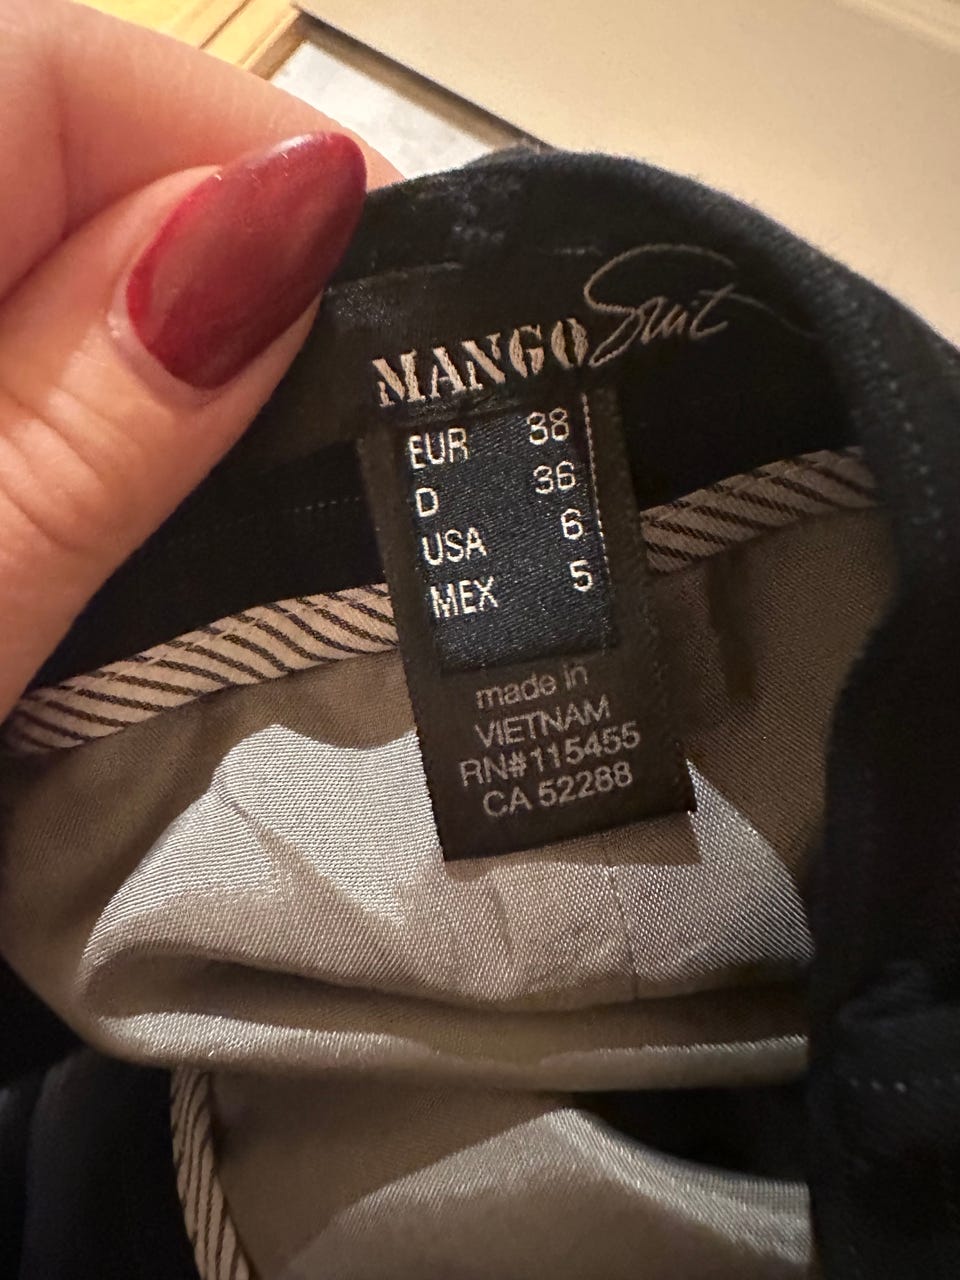 MANGO Suit
EUR 38
D 36
USA 6
MEX 5
made in
VIETNAM
RN#115455
CA 52288